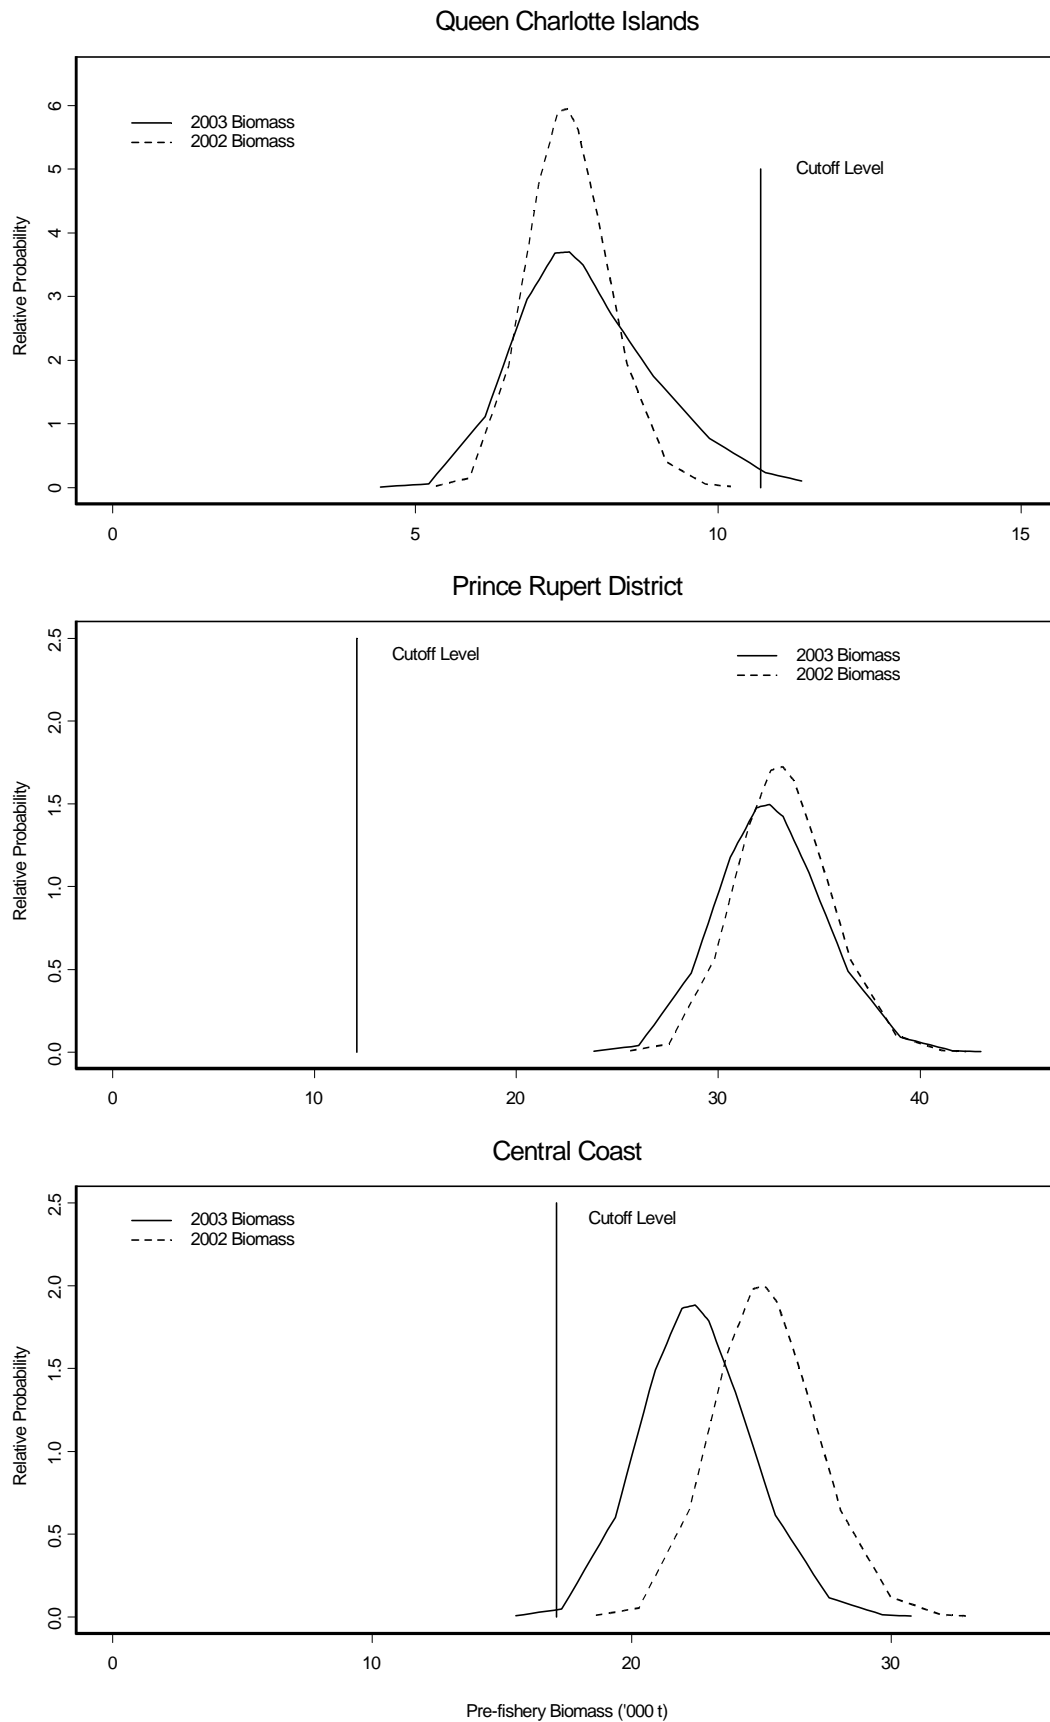 Queen Charlotte Islands
Relative Probability
6
5
4
3
2
1
0
2003 Biomass
2002 Biomass
Cutoff Level
0 5 10 15
Prince Rupert District
Relative Probability
2.5
2.0
1.5
1.0
0.5
0.0
Cutoff Level
2003 Biomass
2002 Biomass
0 10 20 30 40
Central Coast
Relative Probability
2.5
2.0
1.5
1.0
0.5
0.0
2003 Biomass
2002 Biomass
Cutoff Level
0 10 20 30
Pre-fishery Biomass ('000 t)